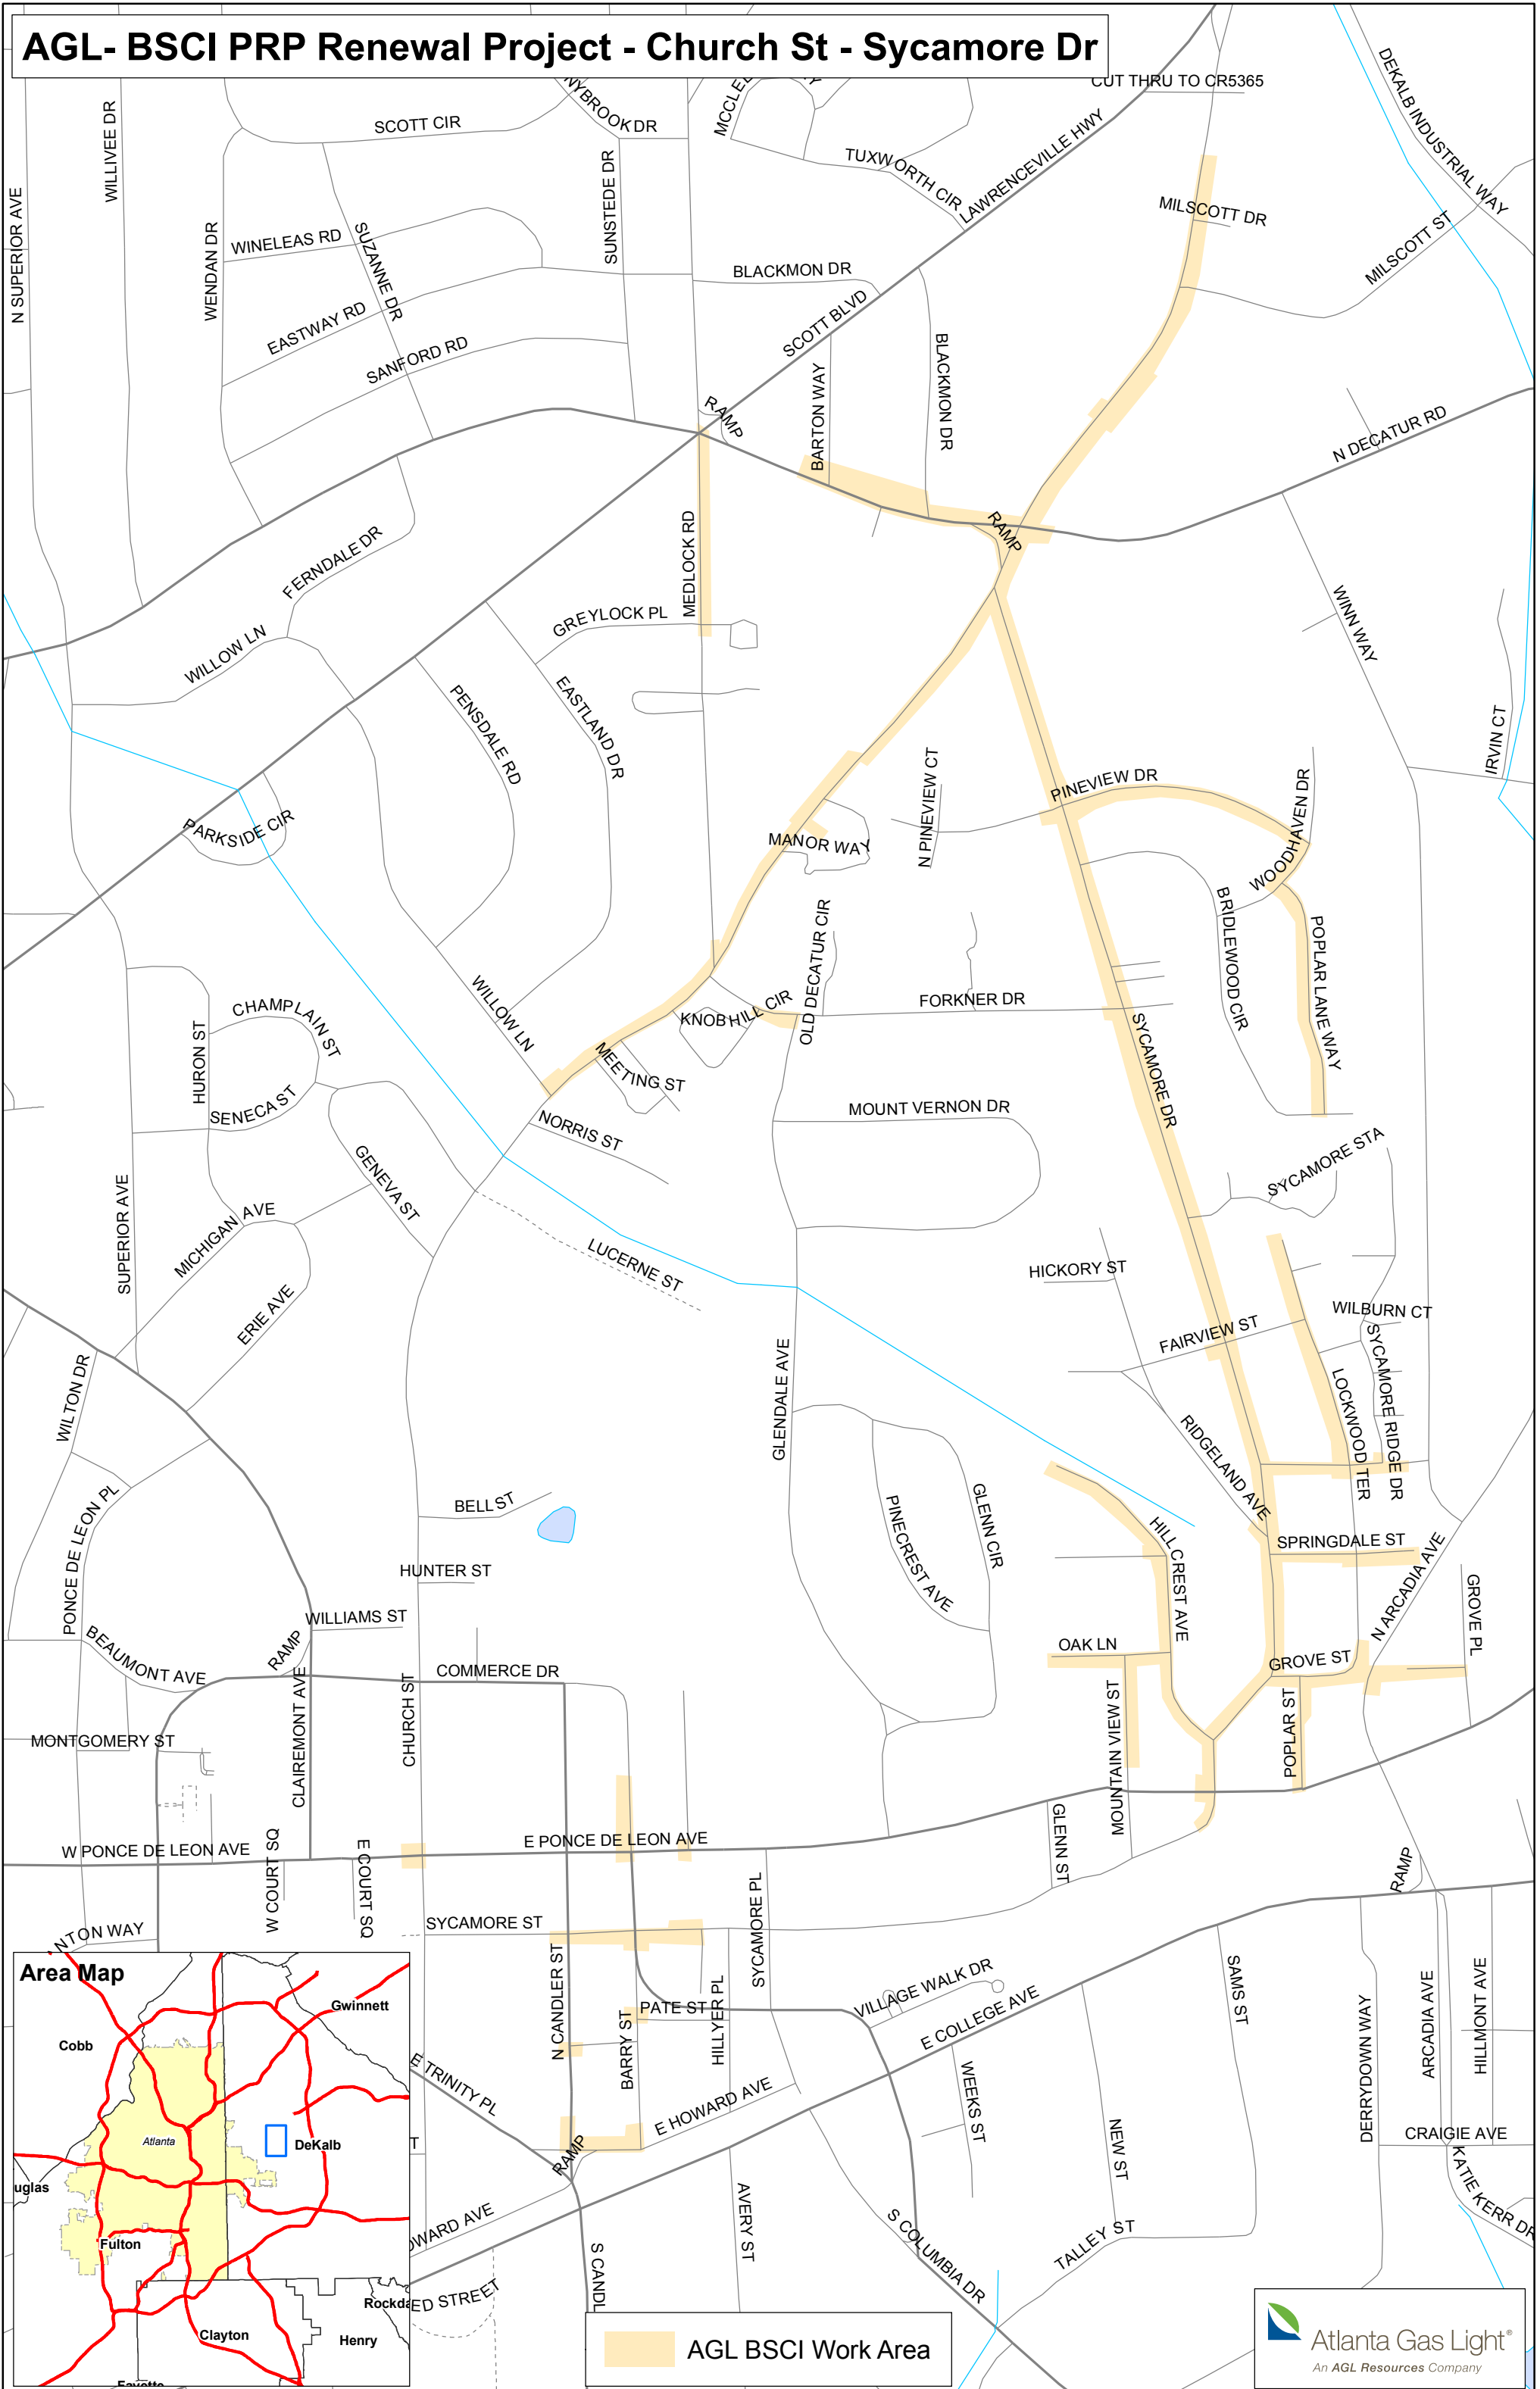 AGL- BSCI PRP Renewal Project - Church St - Sycamore Dr
CUT THRU TO CR5365
DEKALB INDUSTRIAL WAY
WILLIVEE DR
SCOTT CIR
LAWRENCEVILLE HWY
TUXWORTH CIR
N SUPERIOR AVE
SUNSTEDE DR
MILSCOTT DR
MILSCOTT ST
WENDAN DR
WINELEAS RD
SUZANNE DR
BLACKMON DR
EASTWAY RD
SCOTT BLVD
SANFORD RD
BARTON WAY
BLACKMON DR
RAMP
N DECATUR RD
MEDLOCK RD
RAMP
FERNDALE DR
GREYLOCK PL
WINN WAY
WILLOW LN
PENSDALE RD
EASTLAND DR
IRVIN CT
N PINEVIEW CT
PINEVIEW DR
WOODHAVEN DR
PARKSIDE CIR
MANOR WAY
BRIDLEWOOD CIR
POPLAR LANE WAY
OLD DECATUR CIR
WILLOW LN
FORKNER DR
KNOB HILL CIR
CHAMPLAIN ST
HURON ST
SYCAMORE DR
MEETING ST
SENECA ST
MOUNT VERNON DR
NORRIS ST
GENEVA ST
SYCAMORE STA
SUPERIOR AVE
MICHIGAN AVE
LUCERNE ST
HICKORY ST
ERIE AVE
WILBURN CT
FAIRVIEW ST
SYCAMORE RIDGE DR
GLENDALE AVE
WILTON DR
LOCKWOOD TER
RIDGELAND AVE
PONCE DE LEON PL
BELL ST
PINECREST AVE
GLENN CIR
HILLCREST AVE
SPRINGDALE ST
HUNTER ST
N ARCADIA AVE
GROVE PL
WILLIAMS ST
BEAUMONT AVE
RAMP
OAK LN
GROVE ST
COMMERCE DR
CLAIREMONT AVE
CHURCH ST
MOUNTAIN VIEW ST
POPLAR ST
MONTGOMERY ST
W PONCE DE LEON AVE
E PONCE DE LEON AVE
W COURT SQ
E COURT SQ
GLENN ST
RAMP
SYCAMORE PL
SYCAMORE ST
NTON WAY
N CANDLER ST
VILLAGE WALK DR
SAMS ST
PATE ST
HILLYER PL
BARRY ST
E COLLEGE AVE
DERRYDOWN WAY
ARCADIA AVE
HILLMONT AVE
E TRINITY PL
WEEKS ST
E HOWARD AVE
NEW ST
CRAIGIE AVE
RAMP
KATIE KERR DR
AVERY ST
S COLUMBIA DR
TALLEY ST
OWARD AVE
S CANDL
ED STREET
Area Map
Gwinnett
Cobb
Atlanta
DeKalb
uglas
Fulton
Rockda
Clayton
Henry
AGL BSCI Work Area
Atlanta Gas Light®
An AGL Resources Company